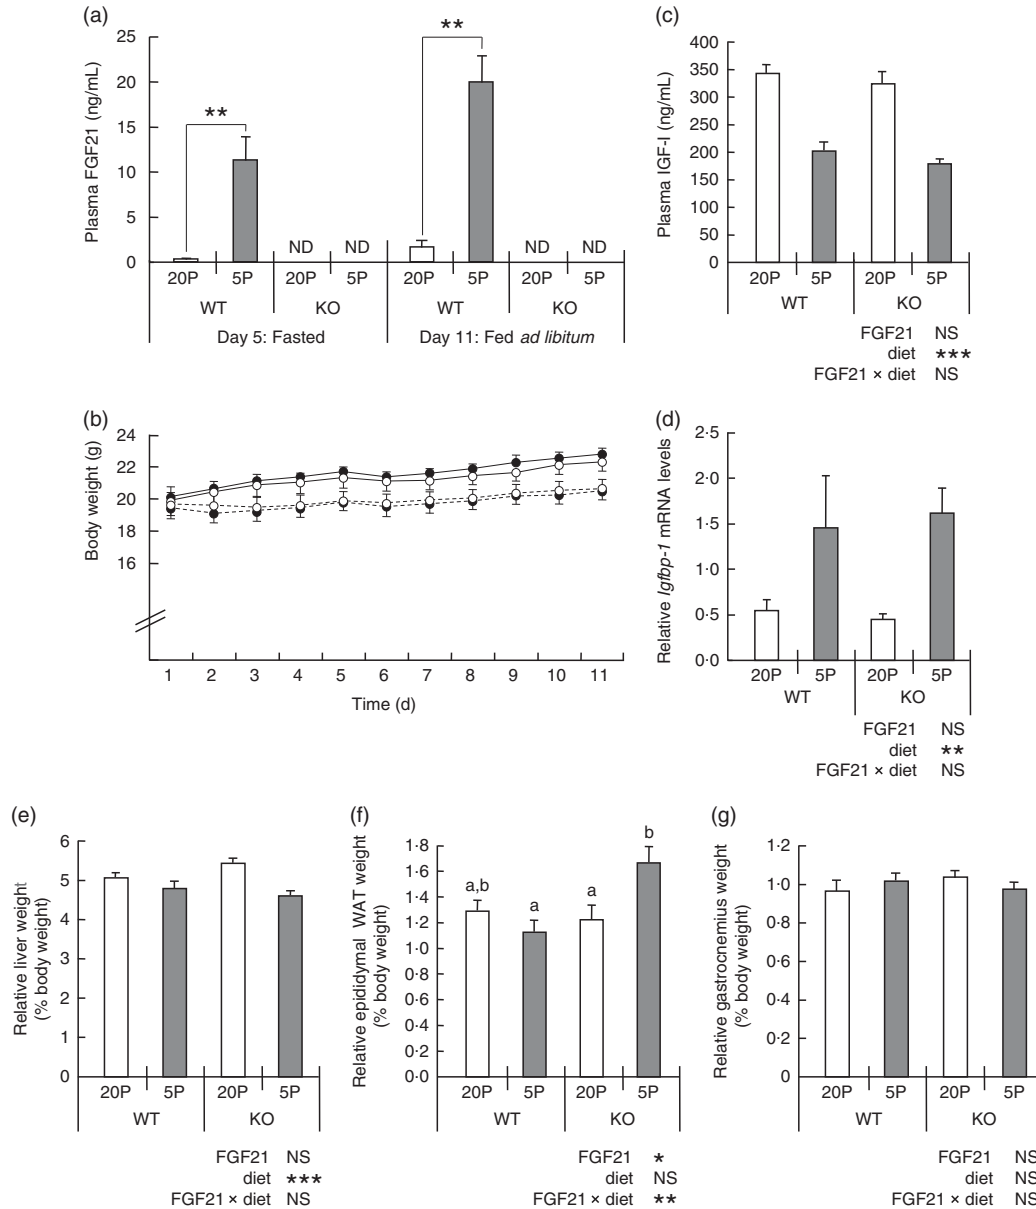 (a)
Plasma FGF21 (ng/mL)
25
20
15
10
5
0
**
**
ND ND ND ND
20P 5P 20P 5P 20P 5P 20P 5P
WT KO WT KO
Day 5: Fasted Day 11: Fed ad libitum
(c)
Plasma IGF-I (ng/mL)
400
350
300
250
200
150
100
50
0
20P 5P 20P 5P
WT KO
FGF21 NS
diet ***
FGF21 × diet NS
(b)
Body weight (g)
24
22
20
18
16
1 2 3 4 5 6 7 8 9 10 11
Time (d)
(d)
Relative Igfbp-1 mRNA levels
2·5
2·0
1·5
1·0
0·5
0·0
20P 5P 20P 5P
WT KO
FGF21 NS
diet **
FGF21 × diet NS
(e)
Relative liver weight
(% body weight)
6
5
4
3
2
1
0
20P 5P 20P 5P
WT KO
FGF21 NS
diet ***
FGF21 × diet NS
(f)
Relative epididymal WAT weight
(% body weight)
1·8
1·6
1·4
1·2
1·0
0·8
0·6
0·4
0·2
0·0
a,b a a b
20P 5P 20P 5P
WT KO
FGF21 *
diet NS
FGF21 × diet **
(g)
Relative gastrocnemius weight
(% body weight)
1·2
1·0
0·8
0·6
0·4
0·2
0
20P 5P 20P 5P
WT KO
FGF21 NS
diet NS
FGF21 × diet NS